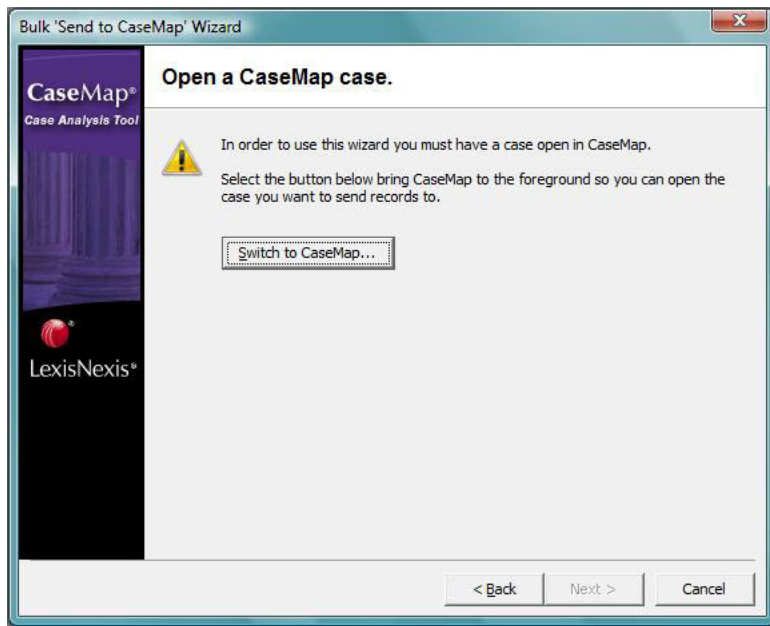 Bulk 'Send to CaseMap' Wizard
X
CaseMap®
Case Analysis Tool
Open a CaseMap case.
In order to use this wizard you must have a case open in CaseMap.
Select the button below bring CaseMap to the foreground so you can open the
case you want to send records to.
Switch to CaseMap...
LexisNexis®
< Back
Next >
Cancel